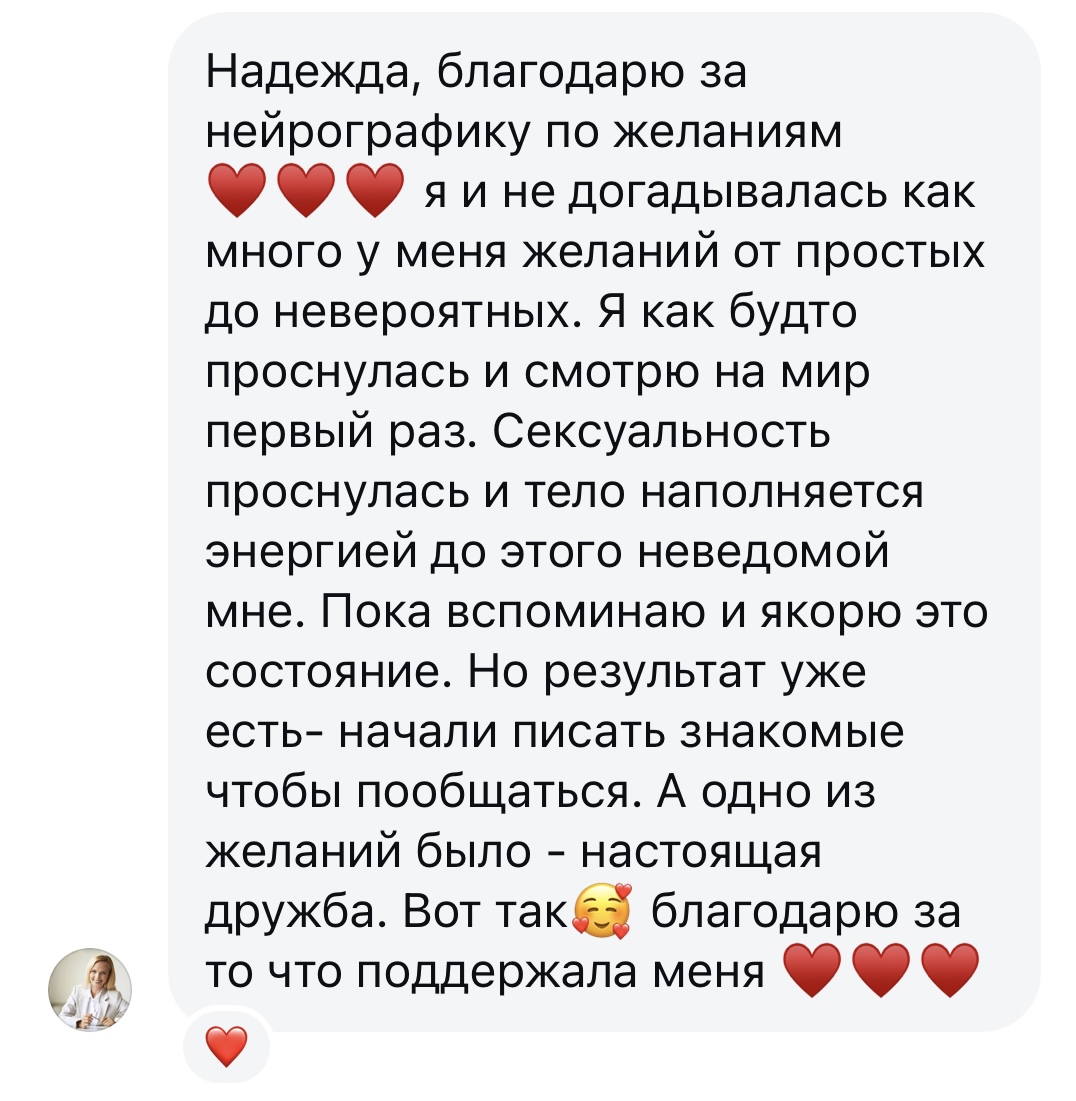 Надежда, благодарю за
нейрографику по желаниям
♥️♥️♥️ я и не догадывалась как
много у меня желаний от простых
до невероятных. Я как будто
проснулась и смотрю на мир
первый раз. Сексуальность
проснулась и тело наполняется
энергией до этого неведомой
мне. Пока вспоминаю и якорю это
состояние. Но результат уже
есть- начали писать знакомые
чтобы пообщаться. А одно из
желаний было - настоящая
дружба. Вот так🥰 благодарю за
то что поддержала меня ♥️♥️♥️
❤️